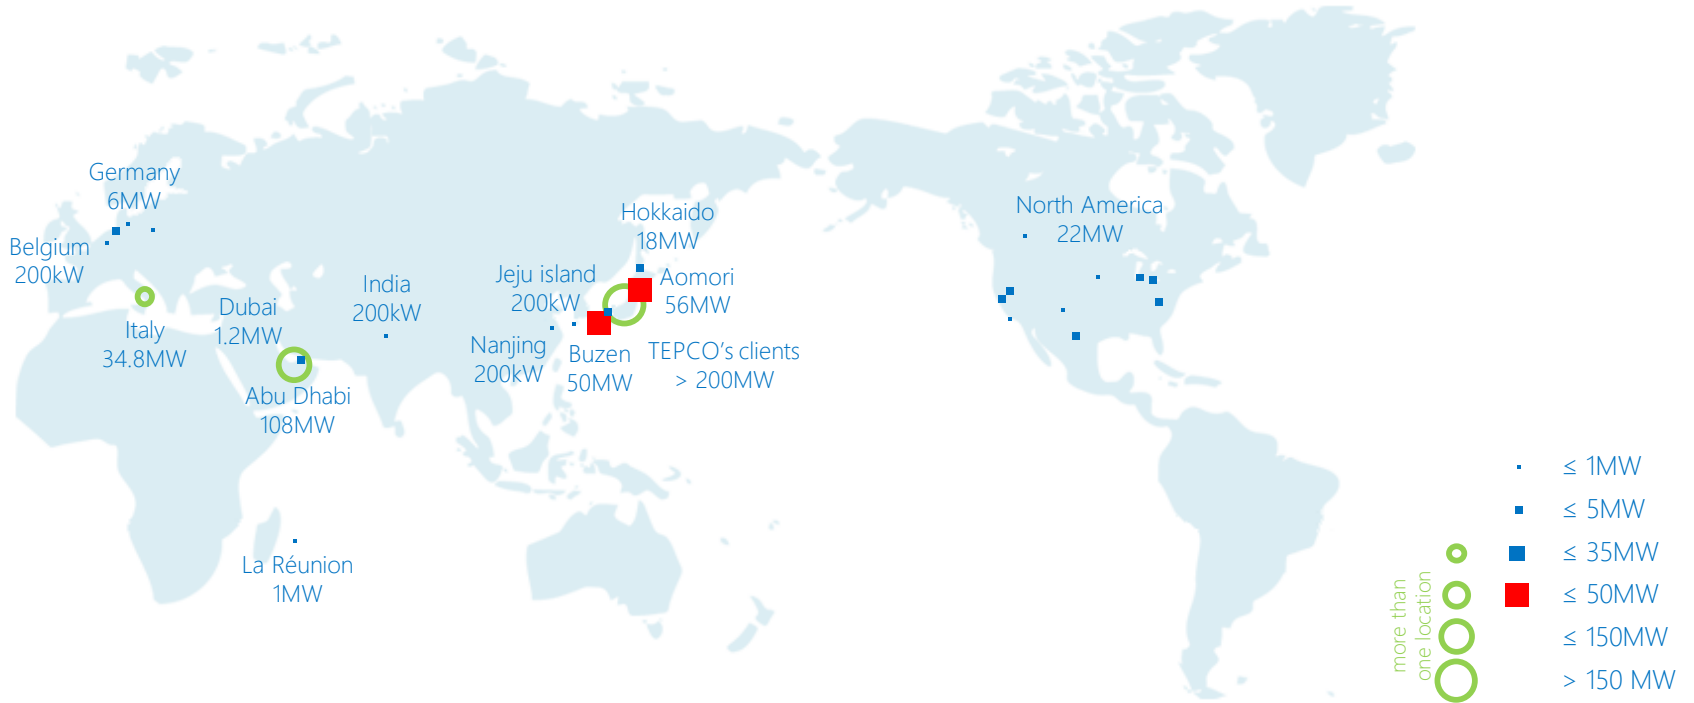 Germany
6MW
Belgium
200kW
Italy
34.8MW
Dubai
1.2MW
Abu Dhabi
108MW
India
200kW
La Réunion
1MW
Jeju island
200kW
Nanjing
200kW
Buzen
50MW
Hokkaido
18MW
Aomori
56MW
TEPCO's clients
> 200MW
North America
22MW
more than
one location
≤ 1MW
≤ 5MW
≤ 35MW
≤ 50MW
≤ 150MW
> 150 MW